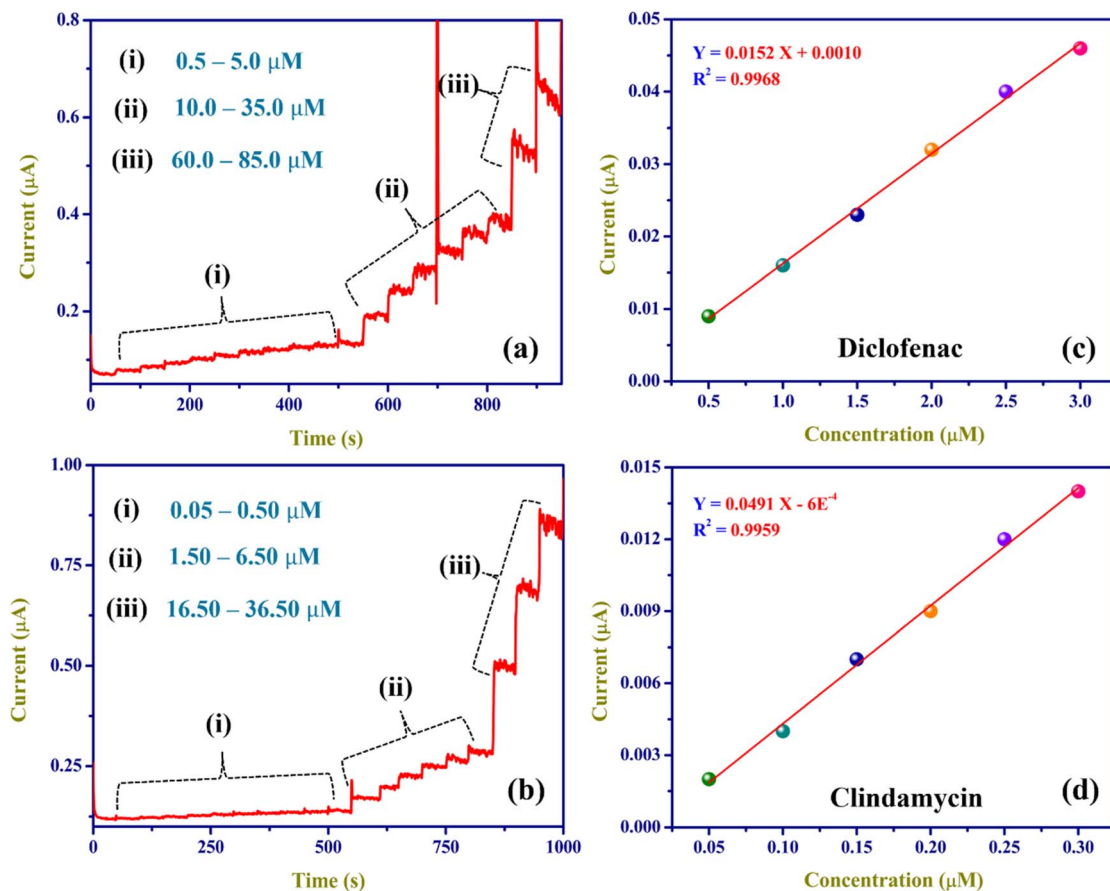 0.8
0.6
0.4
0.2
Current (μA)
(i) 0.5 – 5.0 μM
(ii) 10.0 – 35.0 μM
(iii) 60.0 – 85.0 μM
(iii)
(ii)
(i)
(a)
0 200 400 600 800
Time (s)
0.05
0.04
0.03
0.02
0.01
0.00
Current (μA)
Y = 0.0152 X + 0.0010
R² = 0.9968
(c)
Diclofenac
0.5 1.0 1.5 2.0 2.5 3.0
Concentration (μM)
1.00
0.75
0.50
0.25
Current (μA)
(i) 0.05 – 0.50 μM
(ii) 1.50 – 6.50 μM
(iii) 16.50 – 36.50 μM
(iii)
(ii)
(i)
(b)
0 250 500 750 1000
Time (s)
0.015
0.012
0.009
0.006
0.003
0.000
Current (μA)
Y = 0.0491 X - 6E⁻⁴
R² = 0.9959
Clindamycin
(d)
0.05 0.10 0.15 0.20 0.25 0.30
Concentration (μM)